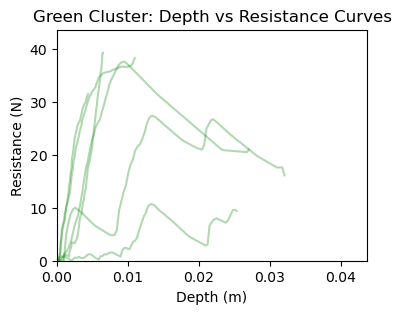 Green Cluster: Depth vs Resistance Curves
40
30
20
10
0
0.00 0.01 0.02 0.03 0.04
Resistance (N)
Depth (m)